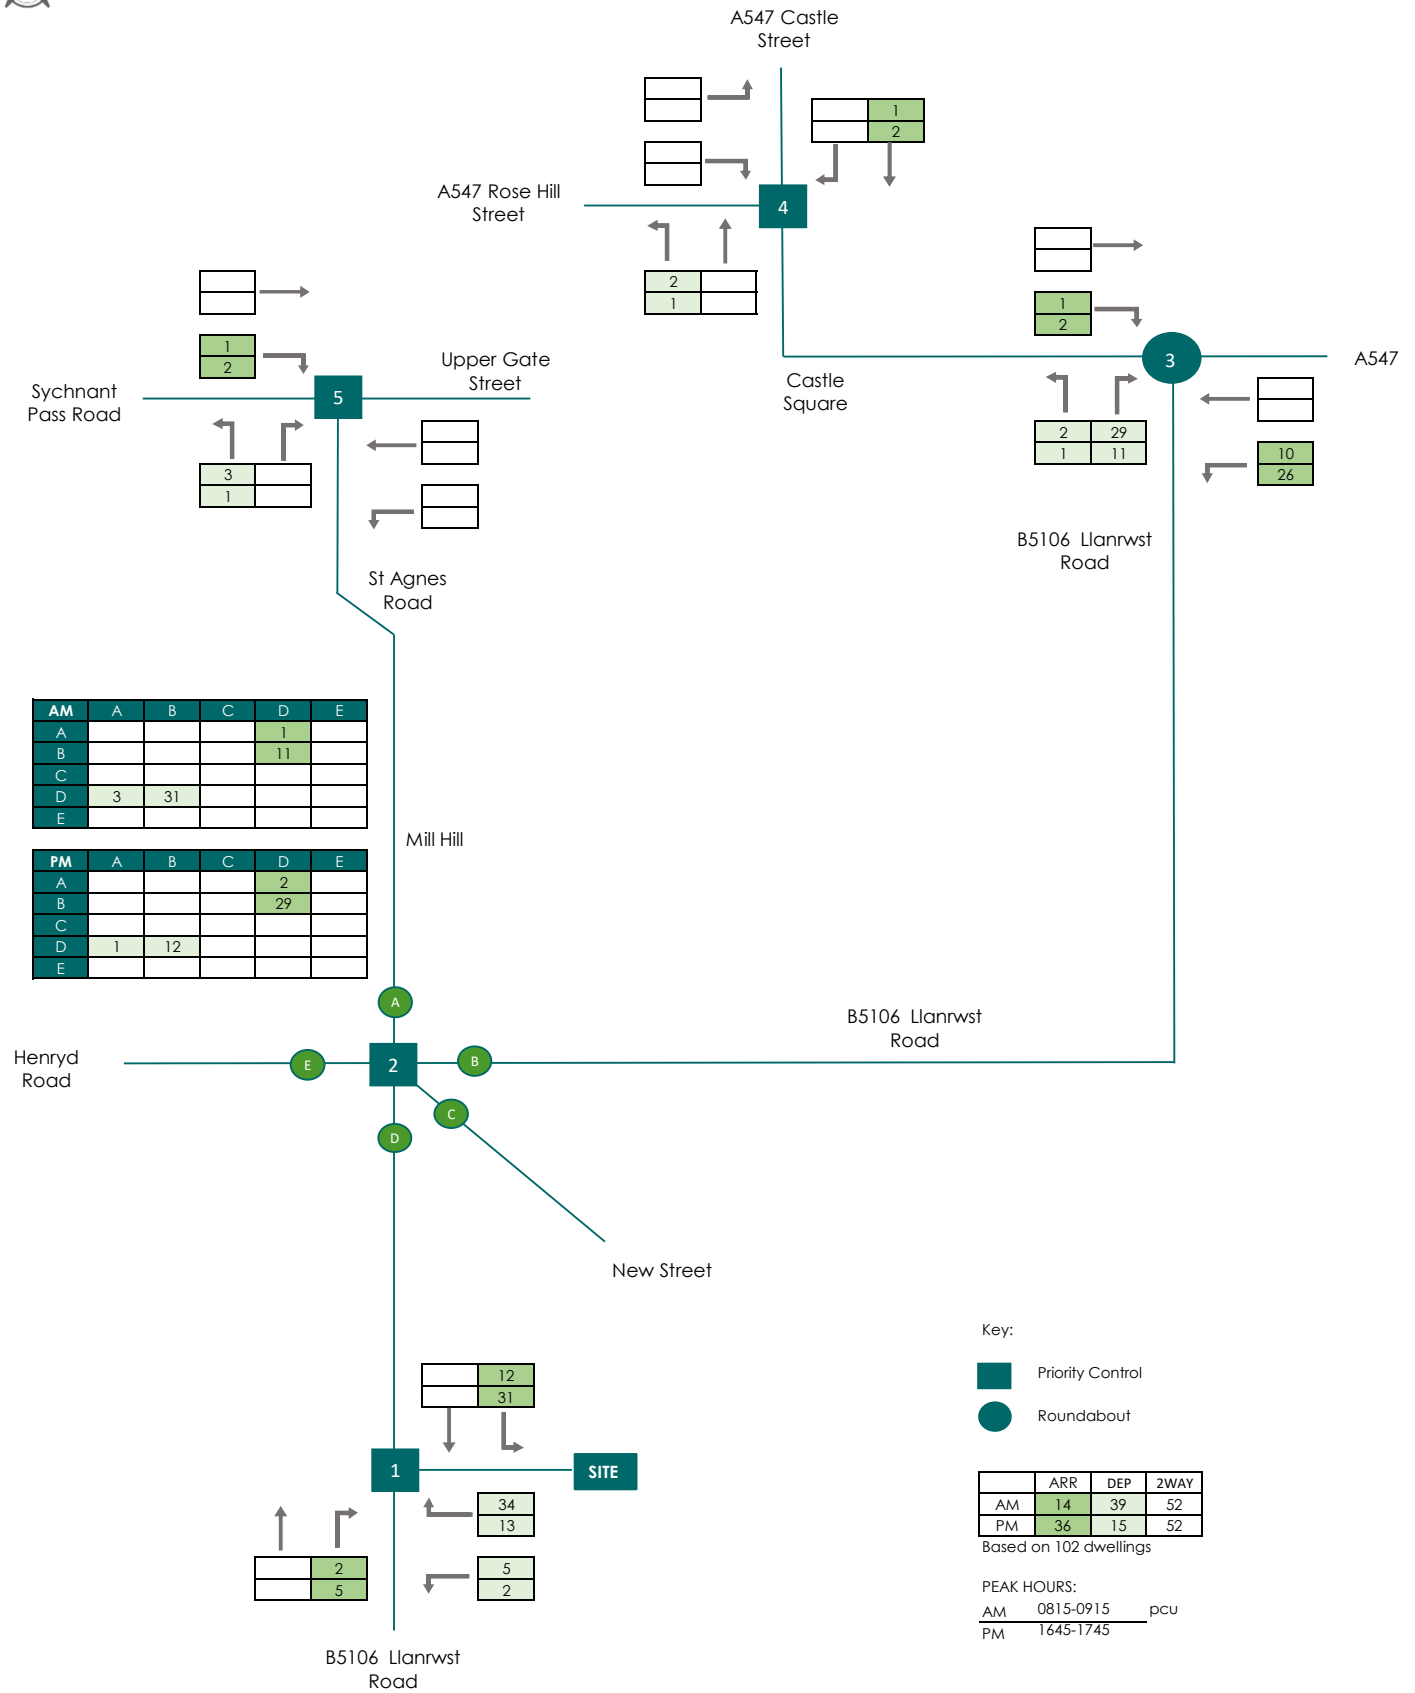 A547 Castle
Street
1
2
A547 Rose Hill
Street
4
2
1
1
2
3
A547
Castle
Square
2 29
1 11
10
26
1
2
Upper Gate
Street
Sychnant
Pass Road
5
3
1
B5106 Llanrwst
Road
St Agnes
Road
AM A B C D E
A 1
B 11
C
D 3 31
E
Mill Hill
PM A B C D E
A 2
B 29
C
D 1 12
E
A
B5106 Llanrwst
Road
Henryd
Road
E
2
B
C
D
New Street
Key:
Priority Control
Roundabout
12
31
1
SITE
34
13
2
5
5
2
ARR DEP 2WAY
AM 14 39 52
PM 36 15 52
Based on 102 dwellings
PEAK HOURS:
AM 0815-0915 pcu
PM 1645-1745
B5106 Llanrwst
Road